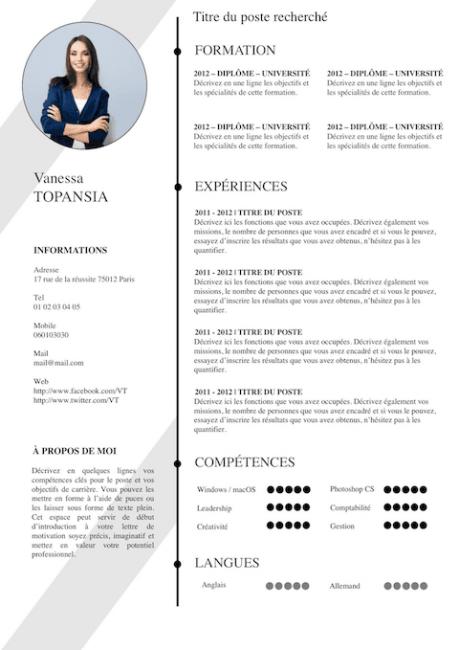 Titre du poste recherché
Vanessa
TOPANSIA
INFORMATIONS
Adresse
17 rue de la réussite 75012 Paris
Tel
01 02 03 04 05
Mobile
060103030
Mail
mail@mail.com
Web
http://www.facebook.com/VT
http://www.twitter.com/VT
À PROPOS DE MOI
Décrivez en quelques lignes vos
compétences clés pour le poste et vos
objectifs de carrière. Vous pouvez les
mettre en forme à l'aide de puces ou
les laisser sous forme de texte plein.
Cet espace peut servir de début
d'introduction à votre lettre de
motivation soyez précis, imaginatif et
mettez en valeur votre potentiel
professionnel.
FORMATION
2012 – DIPLÔME – UNIVERSITÉ
Décrivez en une ligne les objectifs et
les spécialités de cette formation.
2012 – DIPLÔME – UNIVERSITÉ
Décrivez en une ligne les objectifs et
les spécialités de cette formation.
2012 – DIPLÔME – UNIVERSITÉ
Décrivez en une ligne les objectifs et
les spécialités de cette formation.
2012 – DIPLÔME – UNIVERSITÉ
Décrivez en une ligne les objectifs et
les spécialités de cette formation.
EXPÉRIENCES
2011 - 2012 | TITRE DU POSTE
Décrivez ici les fonctions que vous avez occupées. Décrivez également vos
missions, le nombre de personnes que vous avez encadré et si vous le pouvez,
essayez d'inscrire les résultats que vous avez obtenus, n'hésitez pas à les
quantifier.
2011 - 2012 | TITRE DU POSTE
Décrivez ici les fonctions que vous avez occupées. Décrivez également vos
missions, le nombre de personnes que vous avez encadré et si vous le pouvez,
essayez d'inscrire les résultats que vous avez obtenus, n'hésitez pas à les
quantifier.
2011 - 2012 | TITRE DU POSTE
Décrivez ici les fonctions que vous avez occupées. Décrivez également vos
missions, le nombre de personnes que vous avez encadré et si vous le pouvez,
essayez d'inscrire les résultats que vous avez obtenus, n'hésitez pas à les
quantifier.
2011 - 2012 | TITRE DU POSTE
Décrivez ici les fonctions que vous avez occupées. Décrivez également vos
missions, le nombre de personnes que vous avez encadré et si vous le pouvez,
essayez d'inscrire les résultats que vous avez obtenus, n'hésitez pas à les
quantifier.
COMPÉTENCES
Windows / macOS
Photoshop CS
Leadership
Comptabilité
Créativité
Gestion
LANGUES
Anglais
Allemand